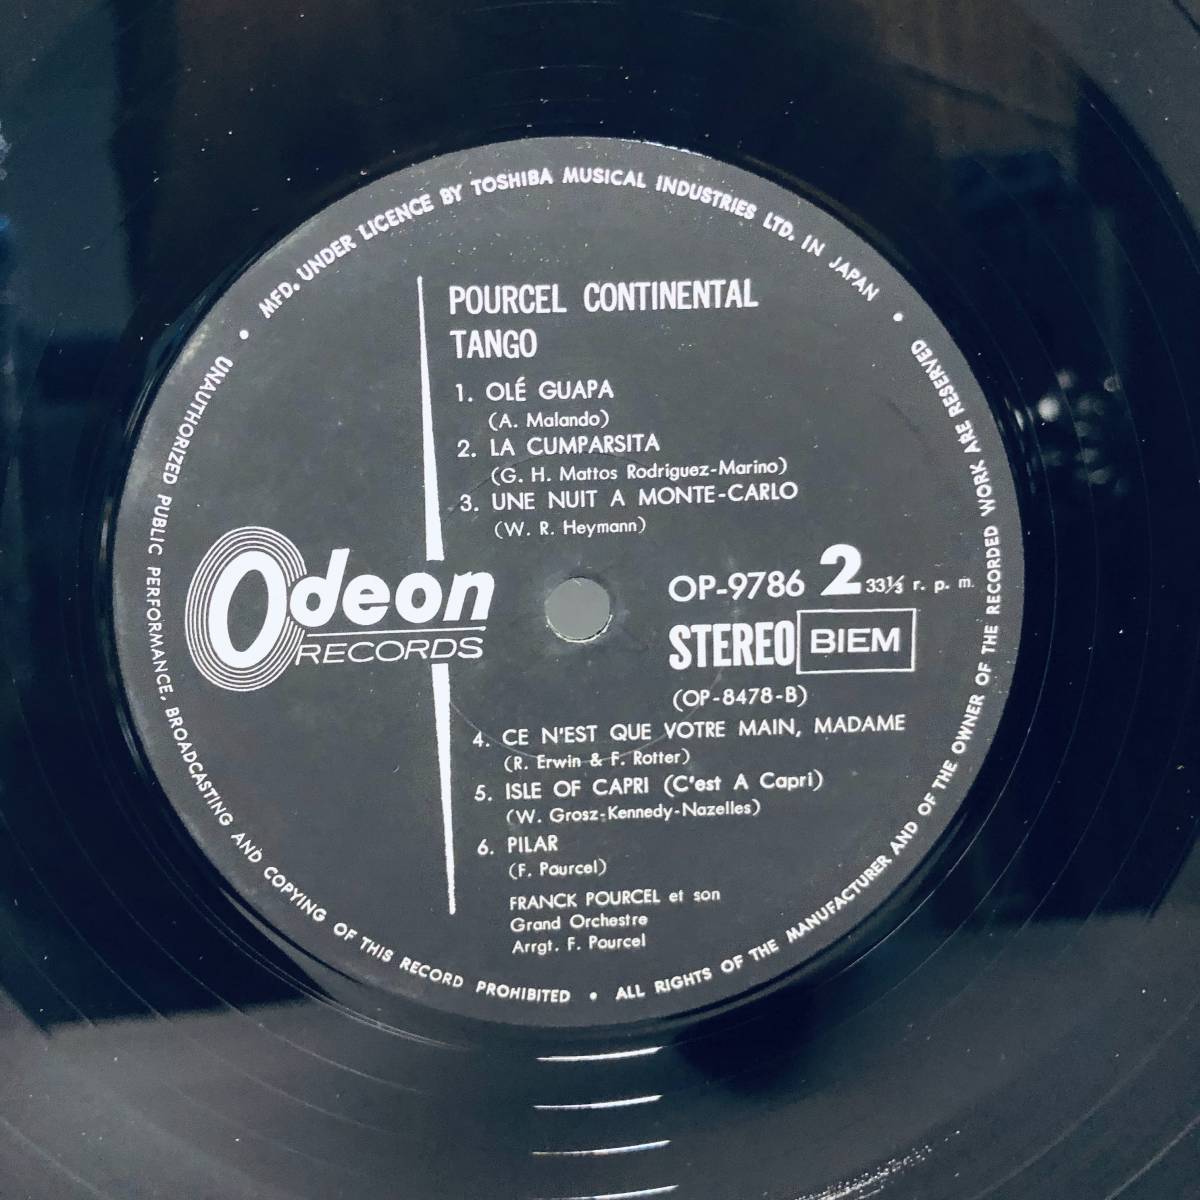 MFD. UNDER LICENCE BY TOSHIBA MUSICAL INDUSTRIES LTD. IN JAPAN •
POURCEL CONTINENTAL
TANGO
1. OLÉ GUAPA
(A. Malando)
2. LA CUMPARSITA
(G. H. Mattos Rodriguez-Marino)
3. UNE NUIT A MONTE-CARLO
(W. R. Heymann)
Odeon
RECORDS
OP-9786 2 33⅓ r. p. m.
STEREO BIEM
(OP-8478-B)
4. CE N'EST QUE VOTRE MAIN, MADAME
(R. Erwin & F. Rotter)
5. ISLE OF CAPRI (C'est A Capri)
(W. Grosz-Kennedy-Nazelles)
6. PILAR
(F. Pourcel)
FRANCK POURCEL et son
Grand Orchestre
Arrgt. F. Pourcel
ALL RIGHTS OF THE MANUFACTURER AND OF THE OWNER OF THE RECORDED WORK ARE RESERVED •
UNAUTHORIZED PUBLIC PERFORMANCE, BROADCASTING AND COPYING OF THIS RECORD PROHIBITED •